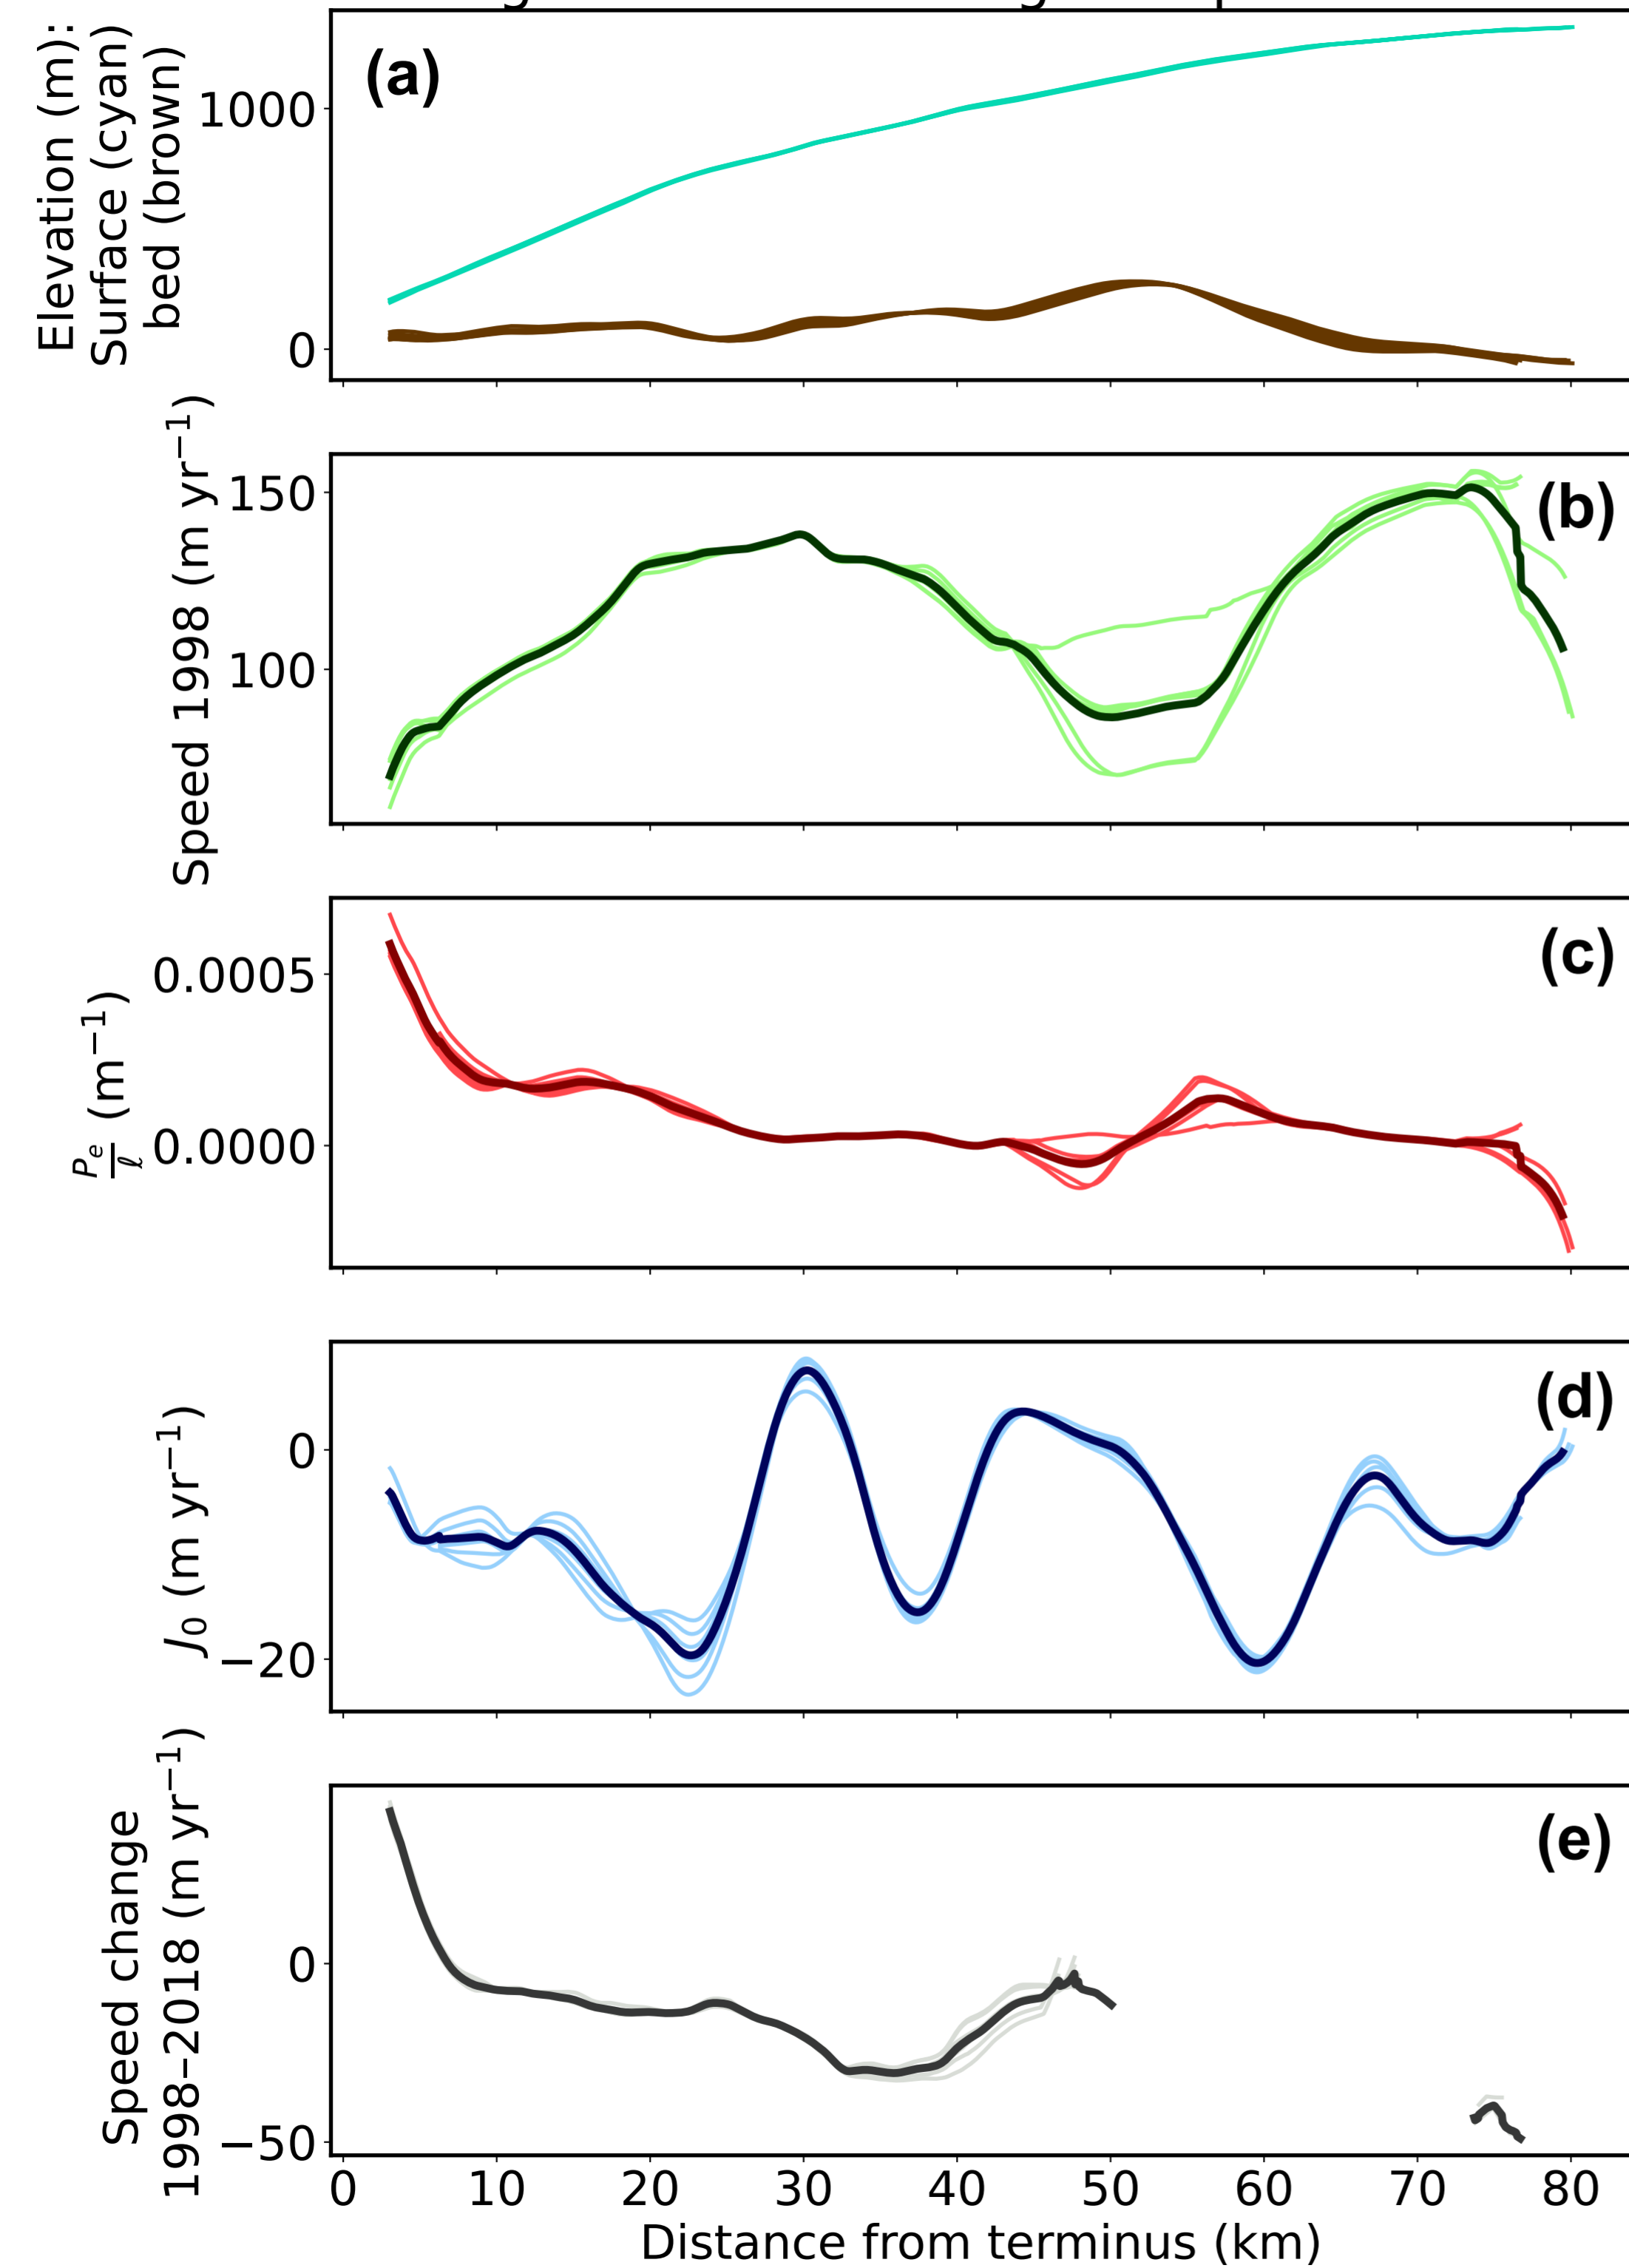 Elevation (m):
Surface (cyan)
bed (brown)
(a)
1000
0
Speed 1998 (m yr⁻¹)
(b)
150
100
Pₑ/ℓ (m⁻¹)
(c)
0.0005
0.0000
J₀ (m yr⁻¹)
(d)
0
−20
Speed change
1998–2018 (m yr⁻¹)
(e)
0
−50
0 10 20 30 40 50 60 70 80
Distance from terminus (km)